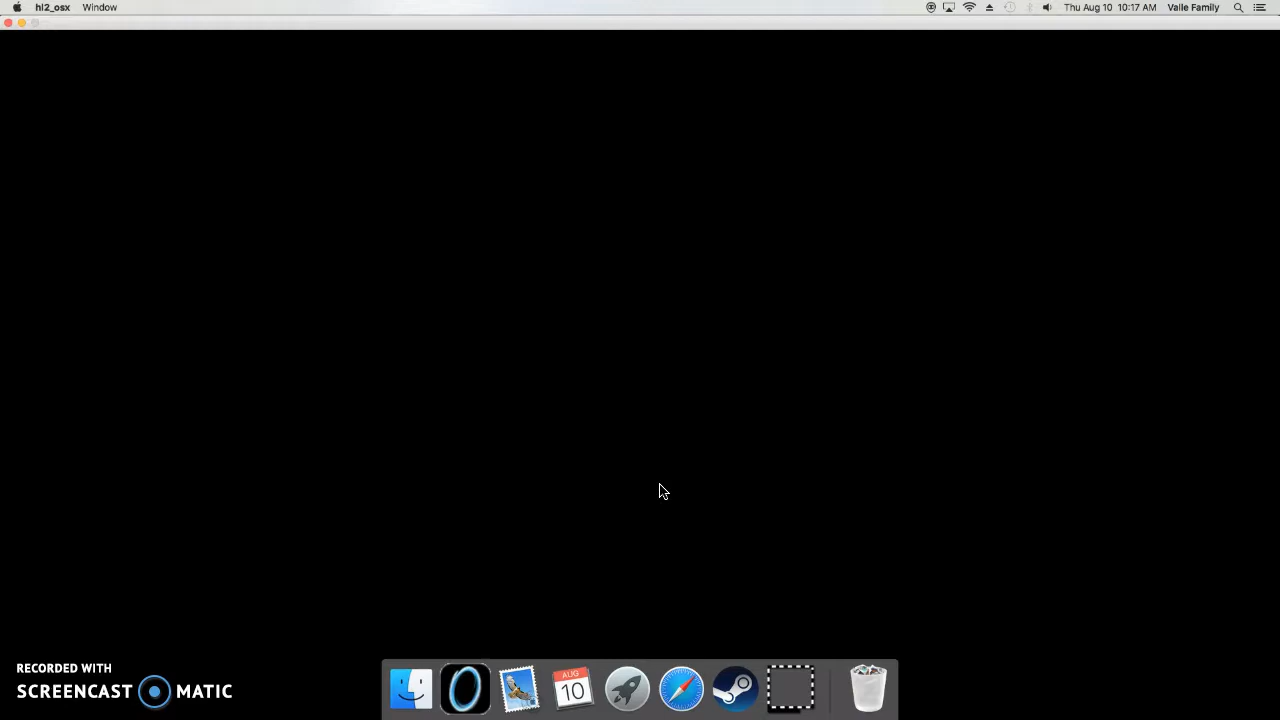 hl2_osx Window Thu Aug 10 10:17 AM Valle Family
RECORDED WITH
SCREENCAST MATIC
AUG
10